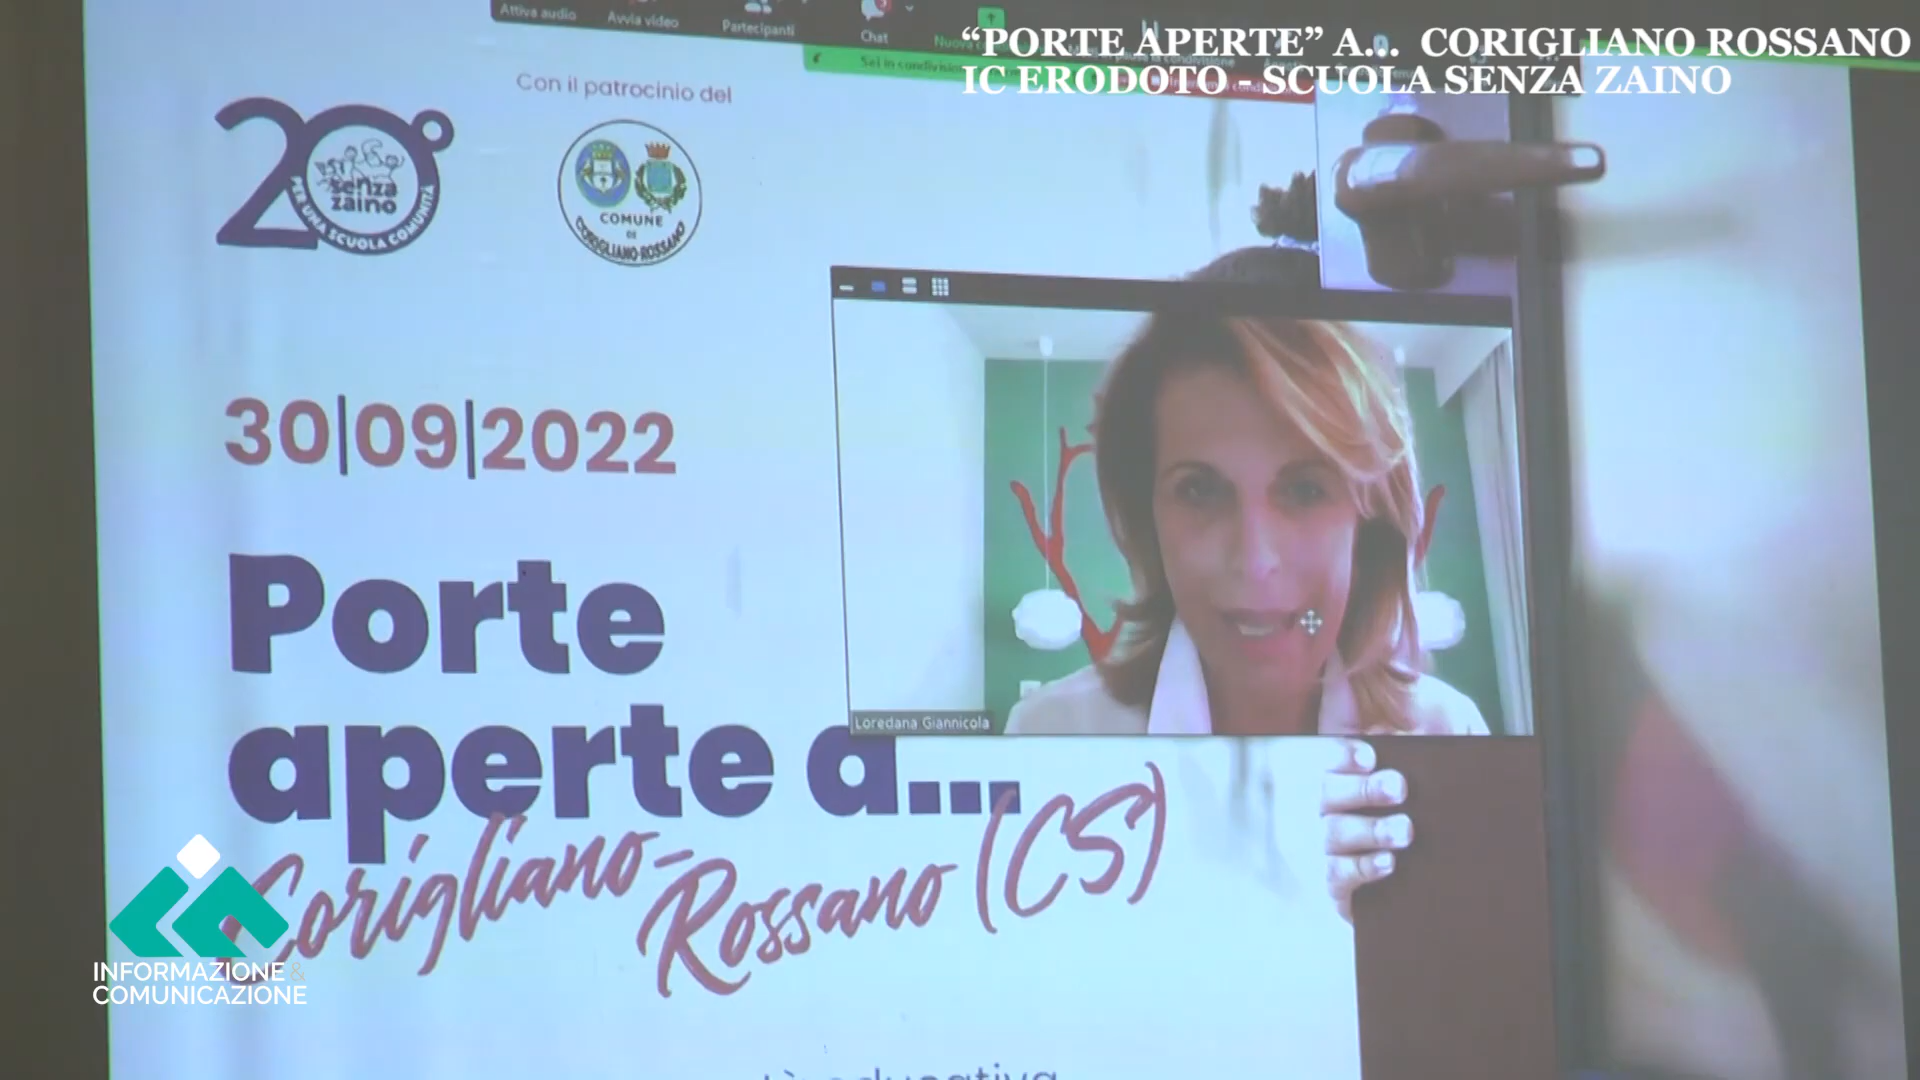 Attiva audio
Avvia video
Partecipanti
Chat
“PORTE APERTE” A... CORIGLIANO ROSSANO
IC ERODOTO - SCUOLA SENZA ZAINO
Con il patrocinio del
20°
senza
zaino
PER UNA SCUOLA COMUNITÀ
COMUNE
DI
CORIGLIANO-ROSSANO
30|09|2022
Porte
aperte a...
Corigliano-
Rossano (CS)
Loredana Giannicola
INFORMAZIONE &
COMUNICAZIONE
educativa